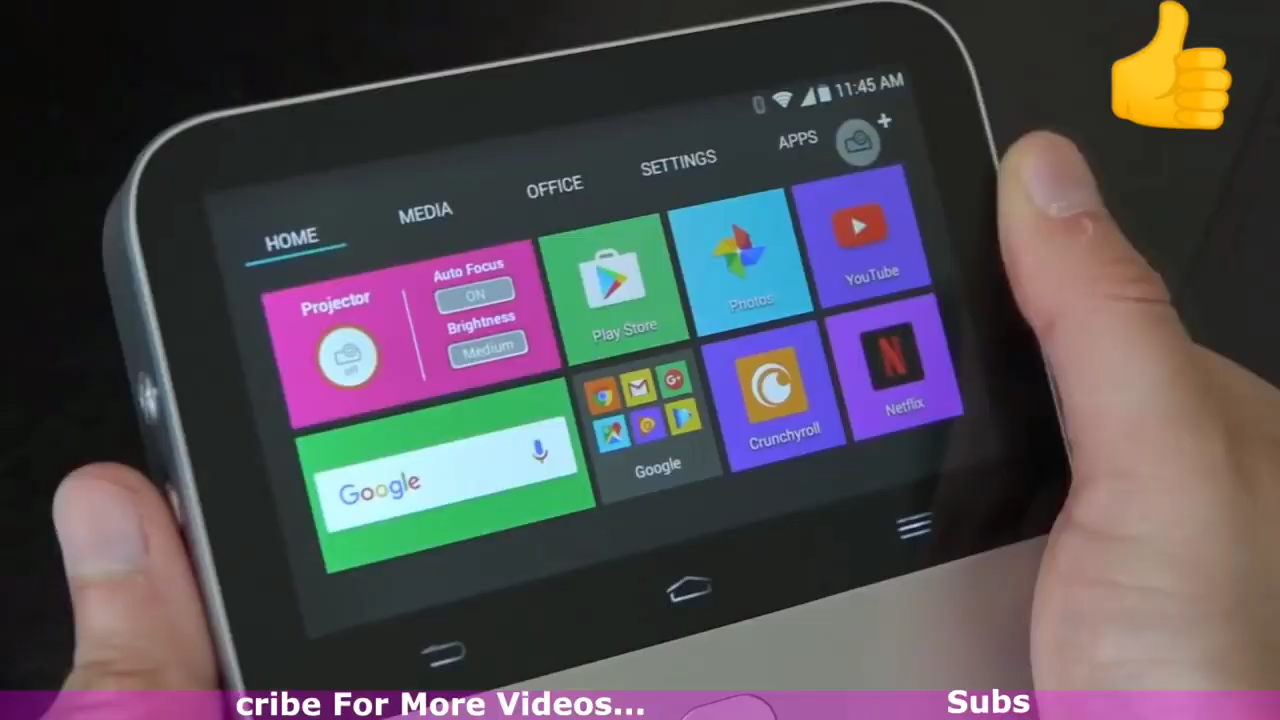 11:45 AM
HOME MEDIA OFFICE SETTINGS APPS
Projector
off
Auto Focus
ON
Brightness
Medium
Play Store
Photos
YouTube
Google
Google
Crunchyroll
Netflix
cribe For More Videos... Subs